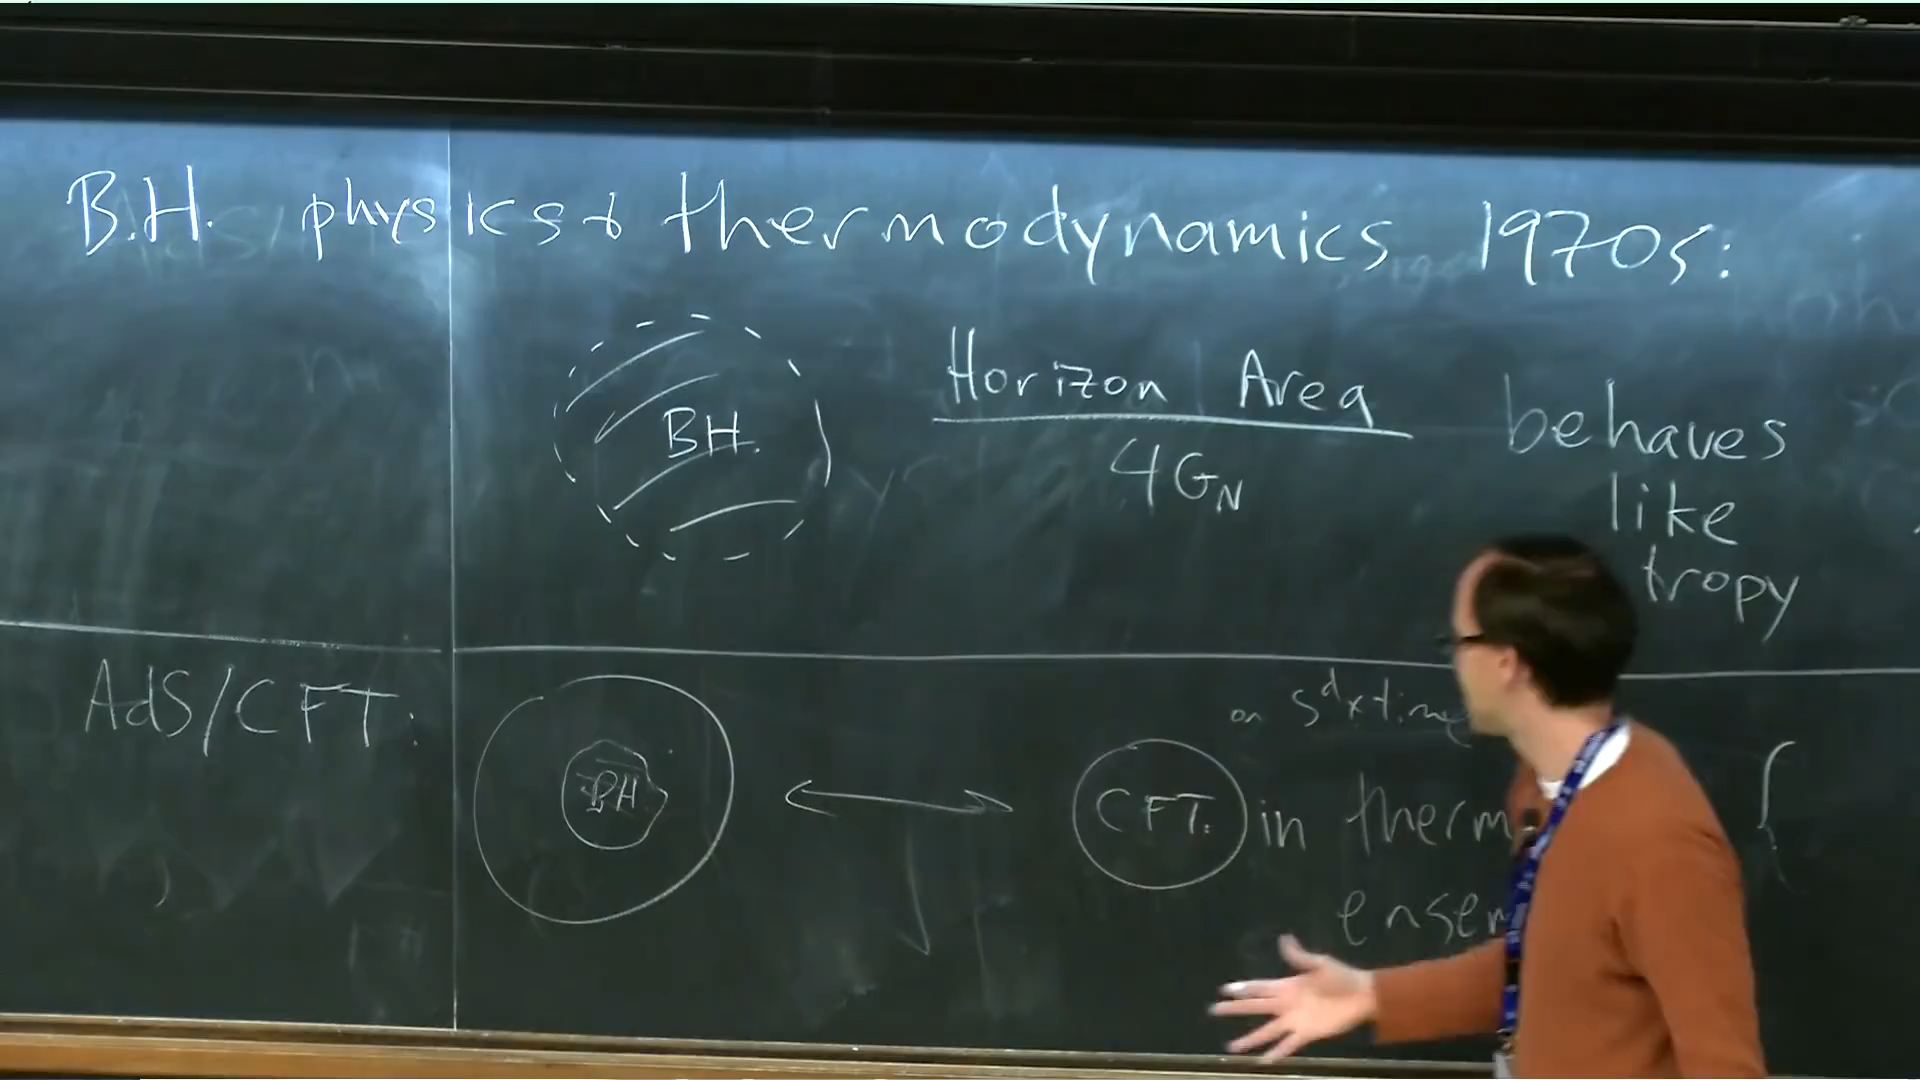 B.H. physics & thermodynamics 1970s:
BH.
Horizon Area
4G_N
behaves
like
tropy
AdS/CFT:
BH
on S^d x time
CFT. in therm
ensem
{